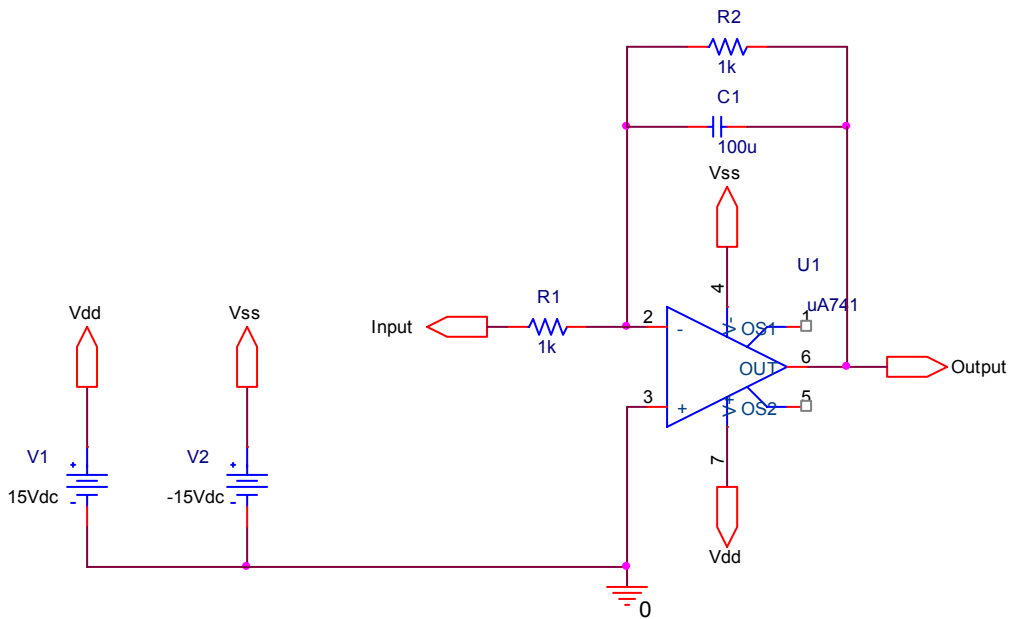 R2
1k
C1
100u
Vss
U1
uA741
4
V-
1
OS1
Vdd
Vss
Input
R1
1k
2
-
OUT
6
Output
3
+
V+
OS2
5
7
V1
+
15Vdc
-
V2
+
-15Vdc
-
Vdd
0